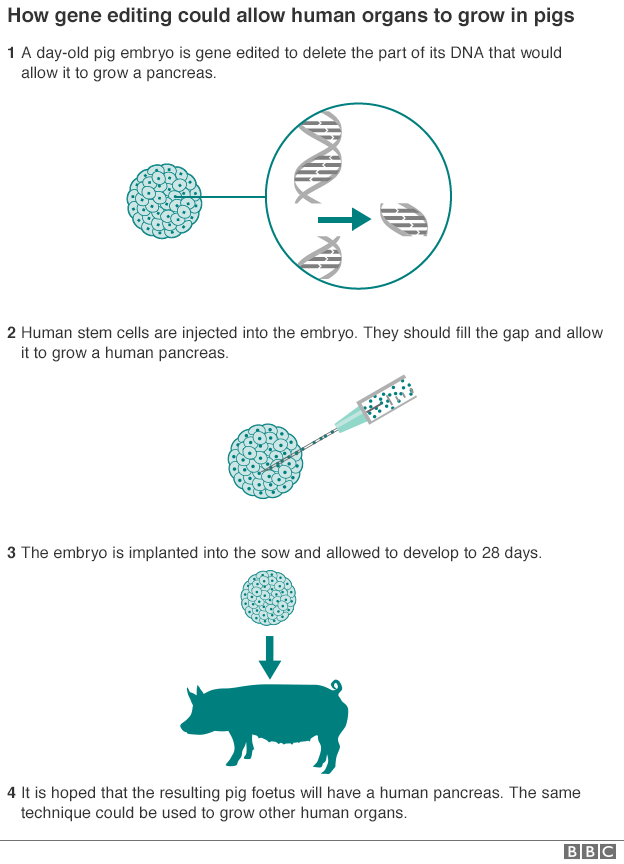 How gene editing could allow human organs to grow in pigs
1 A day-old pig embryo is gene edited to delete the part of its DNA that would
allow it to grow a pancreas.
2 Human stem cells are injected into the embryo. They should fill the gap and allow
it to grow a human pancreas.
3 The embryo is implanted into the sow and allowed to develop to 28 days.
4 It is hoped that the resulting pig foetus will have a human pancreas. The same
technique could be used to grow other human organs.
BBC